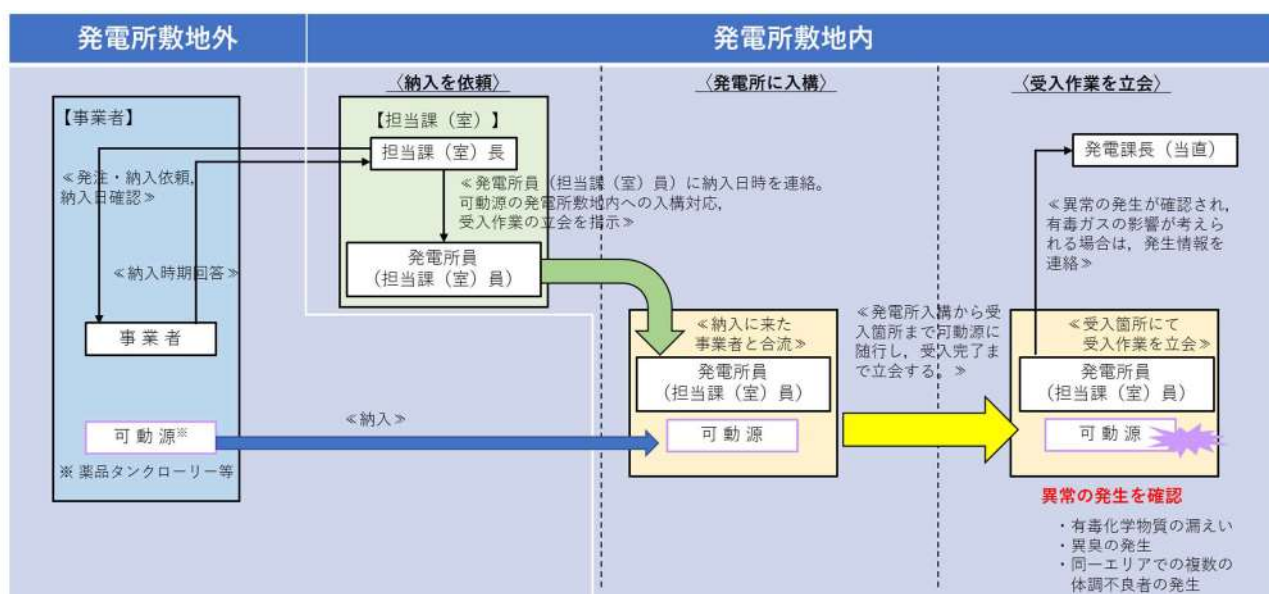 発電所敷地外
発電所敷地内
〈納入を依頼〉
〈発電所に入構〉
〈受入作業を立会〉
【事業者】
≪発注・納入依頼,
納入日確認≫
≪納入時期回答≫
事業者
可動源※
※ 薬品タンクローリー等
【担当課（室）】
担当課（室）長
≪発電所員（担当課（室）員）に納入日時を連絡。
可動源の発電所敷地内への入構対応,
受入作業の立会を指示≫
発電所員
（担当課（室）員）
≪納入≫
≪納入に来た
事業者と合流≫
発電所員
（担当課（室）員）
可動源
≪発電所入構から受
入箇所まで可動源に
随行し，受入完了ま
で立会する。≫
発電課長（当直）
≪異常の発生が確認され,
有毒ガスの影響が考えら
れる場合は，発生情報を
連絡≫
≪受入箇所にて
受入作業を立会≫
発電所員
（担当課（室）員）
可動源
異常の発生を確認
・有毒化学物質の漏えい
・異臭の発生
・同一エリアでの複数の
体調不良者の発生